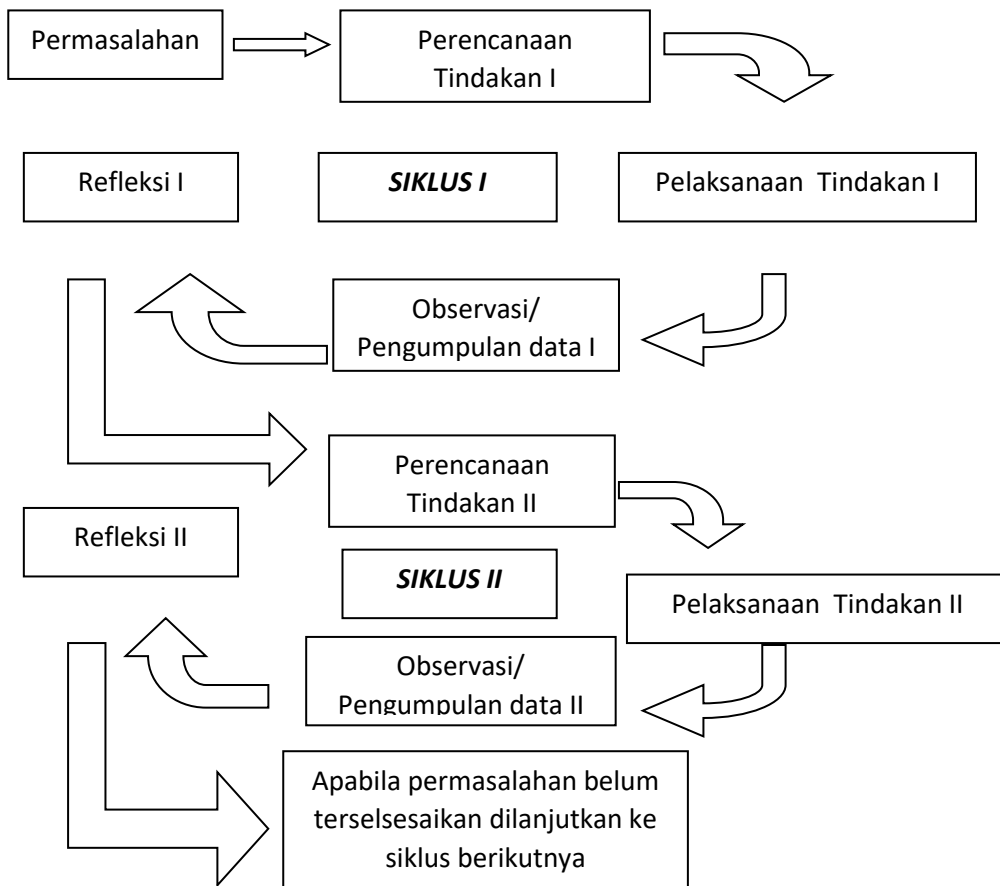 Permasalahan
Perencanaan
Tindakan I
Refleksi I
SIKLUS I
Pelaksanaan  Tindakan I
Observasi/
Pengumpulan data I
Perencanaan
Tindakan II
Refleksi II
SIKLUS II
Pelaksanaan  Tindakan II
Observasi/
Pengumpulan data II
Apabila permasalahan belum
terselsesaikan dilanjutkan ke
siklus berikutnya